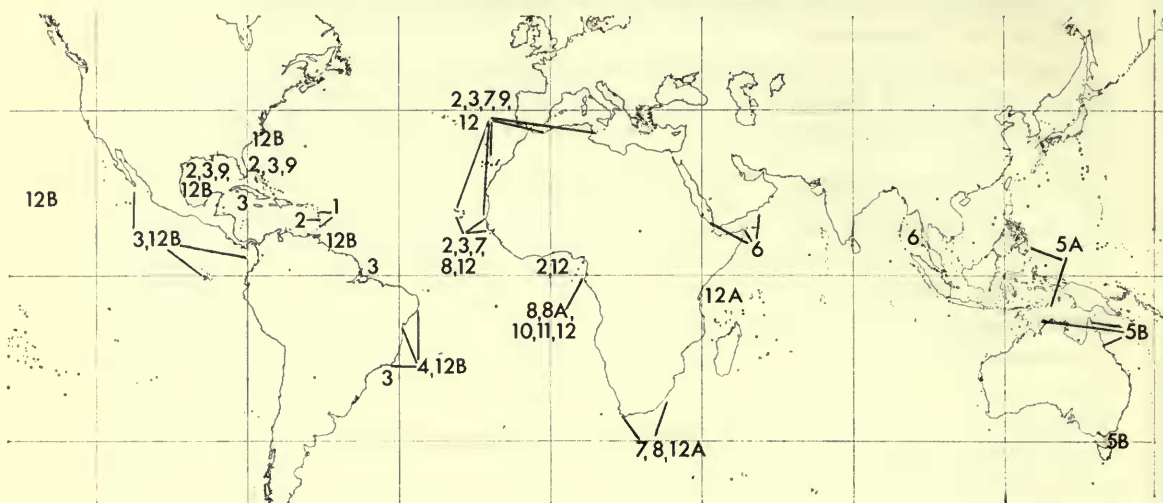 2,3,7,9,
12
12B
2,3,9,
12B
2,3,9
12B
3
1
2
12B
3,12B
3
2,3,7
8,12
2,12
8,8A,
10,11,12
6
6
5A
12A
5B
3
4,12B
7, 8,12A
5B